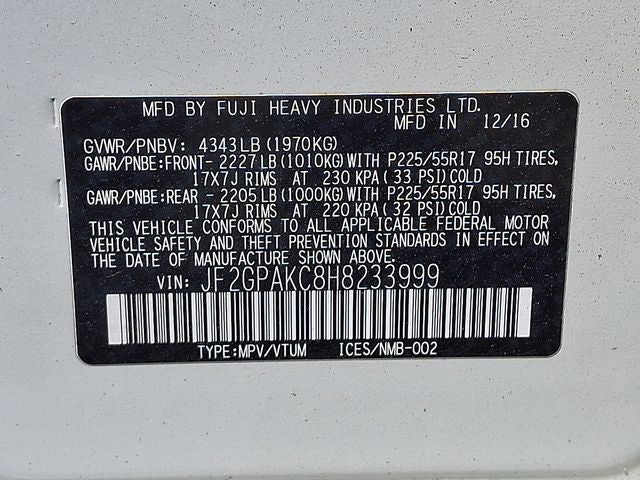 MFD BY FUJI HEAVY INDUSTRIES LTD.
MFD IN 12/16
GVWR/PNBV: 4343LB (1970KG)
GAWR/PNBE:FRONT- 2227LB (1010KG)WITH P225/55R17 95H TIRES,
17X7J RIMS AT 230 KPA (33 PSI)COLD
GAWR/PNBE:REAR - 2205LB (1000KG)WITH P225/55R17 95H TIRES,
17X7J RIMS AT 220 KPA (32 PSI)COLD
THIS VEHICLE CONFORMS TO ALL APPLICABLE FEDERAL MOTOR
VEHICLE SAFETY AND THEFT PREVENTION STANDARDS IN EFFECT
ON THE DATE OF MANUFACTURE SHOWN ABOVE.
VIN: JF2GPAKC8H8233999
TYPE:MPV/VTUM ICES/NMB-002